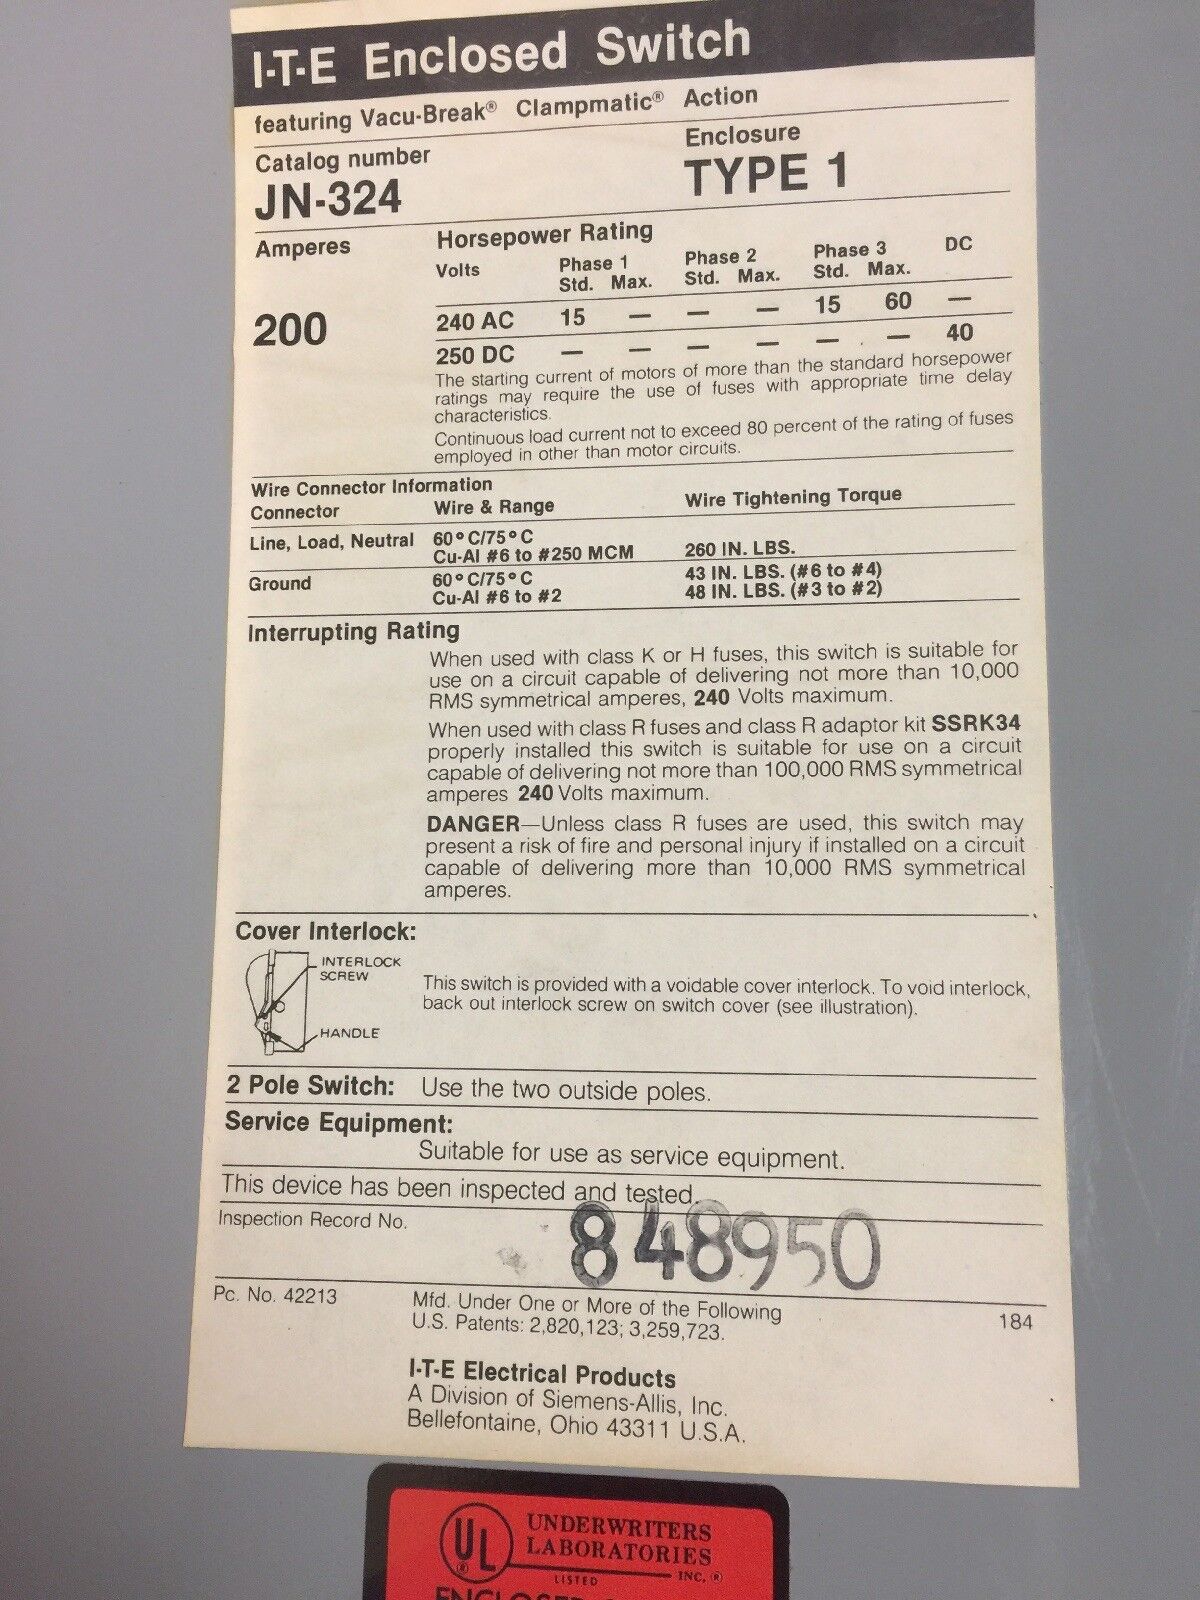 I-T-E Enclosed Switch
featuring Vacu-Break® Clampmatic® Action
Catalog number
JN-324
Enclosure
TYPE 1
Amperes
200
Horsepower Rating
Volts Phase 1 Phase 2 Phase 3 DC
Std. Max. Std. Max. Std. Max.
240 AC 15 — — — 15 60 —
250 DC — — — — — — 40
The starting current of motors of more than the standard horsepower
ratings may require the use of fuses with appropriate time delay
characteristics.
Continuous load current not to exceed 80 percent of the rating of fuses
employed in other than motor circuits.
Wire Connector Information
Connector Wire & Range Wire Tightening Torque
Line, Load, Neutral 60°C/75°C
Cu-Al #6 to #250 MCM 260 IN. LBS.
Ground 60°C/75°C 43 IN. LBS. (#6 to #4)
Cu-Al #6 to #2 48 IN. LBS. (#3 to #2)
Interrupting Rating
When used with class K or H fuses, this switch is suitable for
use on a circuit capable of delivering not more than 10,000
RMS symmetrical amperes, 240 Volts maximum.
When used with class R fuses and class R adaptor kit SSRK34
properly installed this switch is suitable for use on a circuit
capable of delivering not more than 100,000 RMS symmetrical
amperes 240 Volts maximum.
DANGER—Unless class R fuses are used, this switch may
present a risk of fire and personal injury if installed on a circuit
capable of delivering more than 10,000 RMS symmetrical
amperes.
Cover Interlock:
INTERLOCK
SCREW
HANDLE
This switch is provided with a voidable cover interlock. To void interlock,
back out interlock screw on switch cover (see illustration).
2 Pole Switch: Use the two outside poles.
Service Equipment:
Suitable for use as service equipment.
This device has been inspected and tested.
Inspection Record No. 848950
Pc. No. 42213
Mfd. Under One or More of the Following
U.S. Patents: 2,820,123; 3,259,723.
184
I-T-E Electrical Products
A Division of Siemens-Allis, Inc.
Bellefontaine, Ohio 43311 U.S.A.
UL ®
UNDERWRITERS
LABORATORIES
INC. ®
LISTED